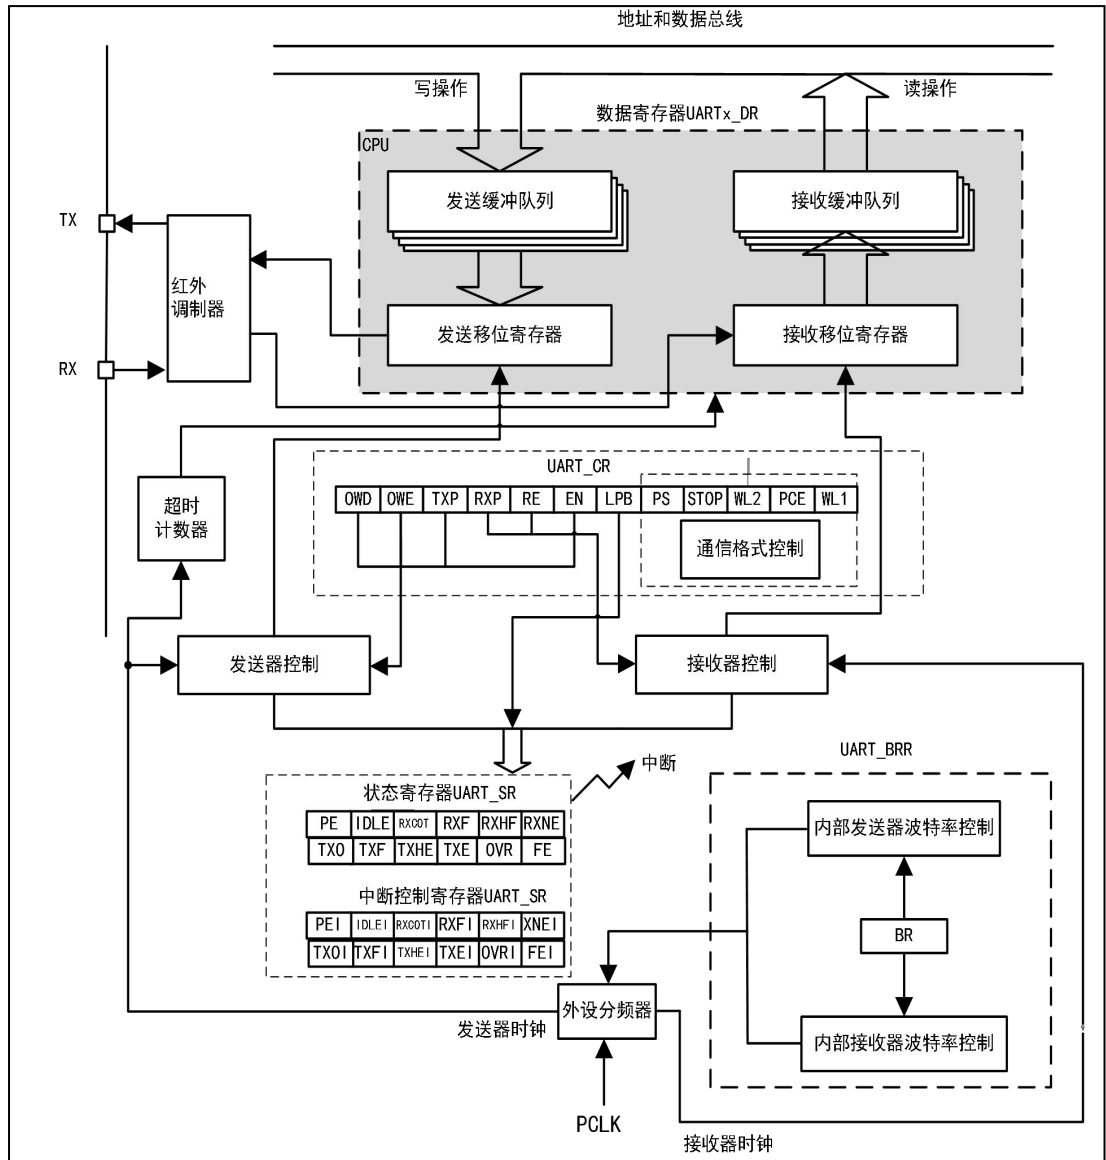 地址和数据总线
写操作
读操作
数据寄存器UARTx_DR
CPU
发送缓冲队列
接收缓冲队列
TX
红外
调制器
发送移位寄存器
接收移位寄存器
RX
UART_CR
OWD OWE TXP RXP RE EN LPB PS STOP WL2 PCE WL1
超时
计数器
通信格式控制
发送器控制
接收器控制
UART_BRR
中断
状态寄存器UART_SR
PE IDLE RXCOT RXF RXHF RXNE
TXO TXF TXHE TXE OVR FE
内部发送器波特率控制
中断控制寄存器UART_SR
PEI IDLEI RXCOTI RXFI RXHFI XNEI
TXOI TXFI TXHEI TXEI OVRI FEI
BR
外设分频器
发送器时钟
内部接收器波特率控制
PCLK
接收器时钟